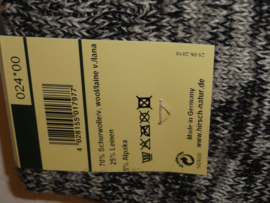 024*00
4 028155 017977
70% Schurwolle/v. wool/laine v./lana
25% Leinen
5% Alpaka
Made in Germany
www.hirsch-natur.de